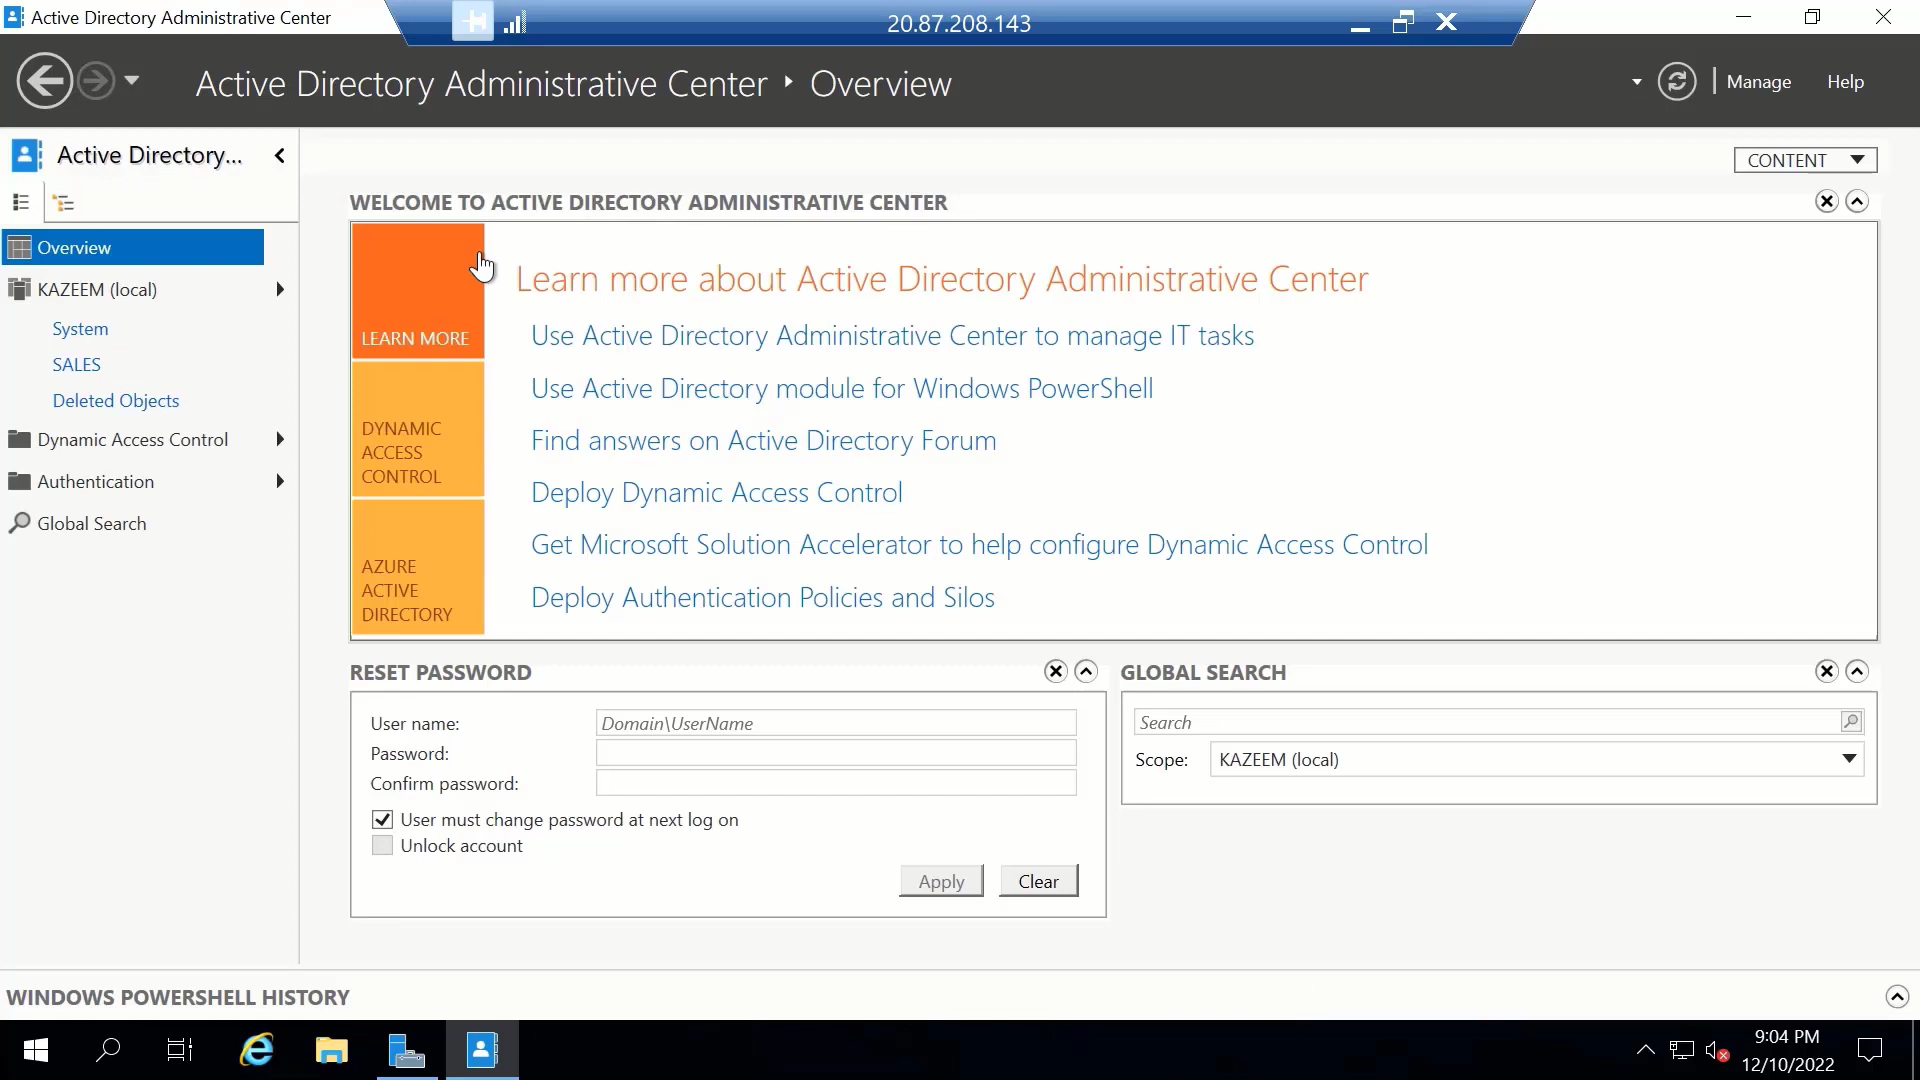 Active Directory Administrative Center
20.87.208.143
Active Directory Administrative Center ‣ Overview
Manage
Help
Active Directory...
CONTENT
Overview
KAZEEM (local)
System
SALES
Deleted Objects
Dynamic Access Control
Authentication
Global Search
WELCOME TO ACTIVE DIRECTORY ADMINISTRATIVE CENTER
LEARN MORE
DYNAMIC
ACCESS
CONTROL
AZURE
ACTIVE
DIRECTORY
Learn more about Active Directory Administrative Center
Use Active Directory Administrative Center to manage IT tasks
Use Active Directory module for Windows PowerShell
Find answers on Active Directory Forum
Deploy Dynamic Access Control
Get Microsoft Solution Accelerator to help configure Dynamic Access Control
Deploy Authentication Policies and Silos
RESET PASSWORD
User name:
Domain\UserName
Password:
Confirm password:
User must change password at next log on
Unlock account
Apply
Clear
GLOBAL SEARCH
Search
Scope:
KAZEEM (local)
WINDOWS POWERSHELL HISTORY
9:04 PM
12/10/2022